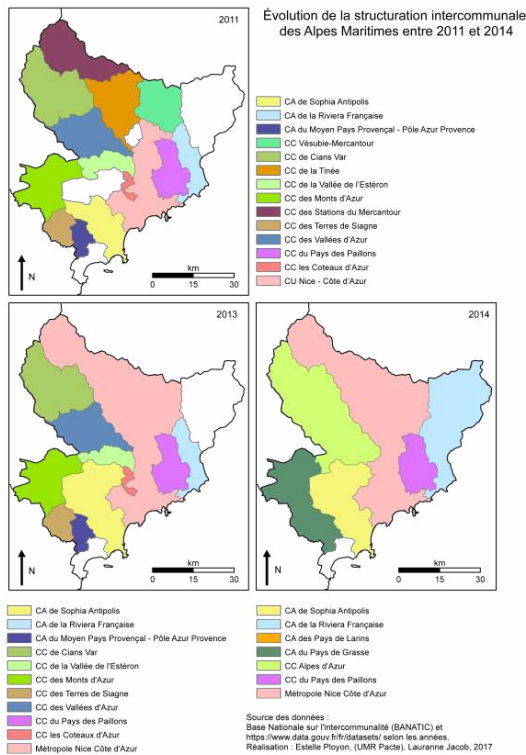 Évolution de la structuration intercommunale
des Alpes Maritimes entre 2011 et 2014
2011
CA de Sophia Antipolis
CA de la Riviera Française
CA du Moyen Pays Provençal - Pôle Azur Provence
CC Vésubie-Mercantour
CC de Cians Var
CC de la Tinée
CC de la Vallée de l'Estéron
CC des Monts d'Azur
CC des Stations du Mercantour
CC des Terres de Siagne
CC des Vallées d'Azur
CC du Pays des Paillons
CC les Coteaux d'Azur
CU Nice - Côte d'Azur
N
km
0 15 30
2013
N
km
0 15 30
2014
N
km
0 15 30
CA de Sophia Antipolis
CA de la Riviera Française
CA du Moyen Pays Provençal - Pôle Azur Provence
CC de Cians Var
CC de la Vallée de l'Estéron
CC des Monts d'Azur
CC des Terres de Siagne
CC des Vallées d'Azur
CC du Pays des Paillons
CC les Coteaux d'Azur
Métropole Nice Côte d'Azur
CA de Sophia Antipolis
CA de la Riviera Française
CA des Pays de Larins
CA du Pays de Grasse
CC Alpes d'Azur
CC du Pays des Paillons
Métropole Nice Côte d'Azur
Source des données :
Base Nationale sur l'intercommunalité (BANATIC) et
https://www.data.gouv.fr/fr/datasets/ selon les années.
Réalisation : Estelle Ployon, (UMR Pacte), Lauranne Jacob, 2017